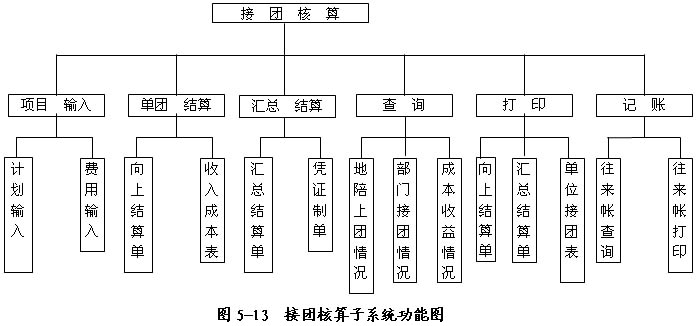 接 团 核 算
项目 输入
单团 结算
汇总 结算
查 询
打 印
记 账
计划输入
费用输入
向上结算单
收入成本表
汇总结算单
凭证制单
地陪上团情况
部门接团情况
成本收益情况
向上结算单
汇总结算单
单位接团表
往来帐查询
往来帐打印
图 5-13 接团核算子系统功能图